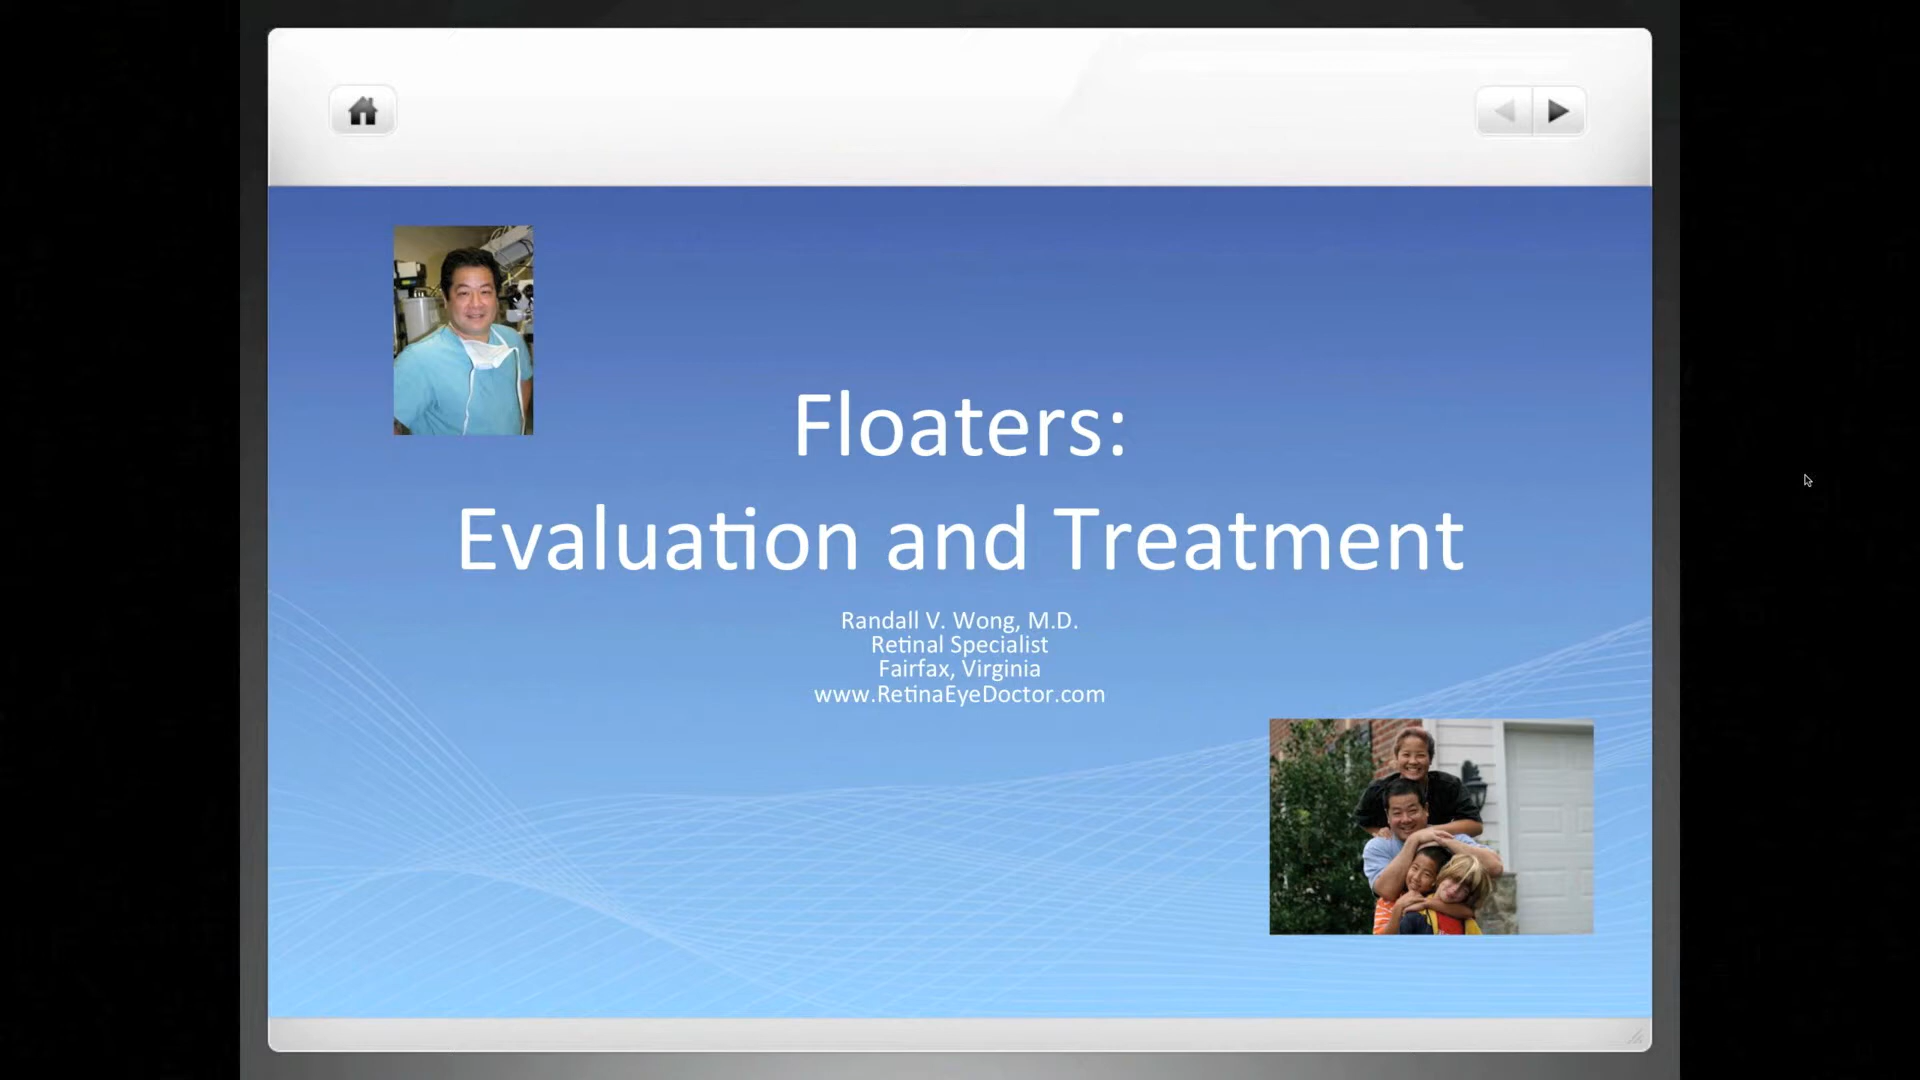 Floaters:
Evaluation and Treatment
Randall V. Wong, M.D.
Retinal Specialist
Fairfax, Virginia
www.RetinaEyeDoctor.com